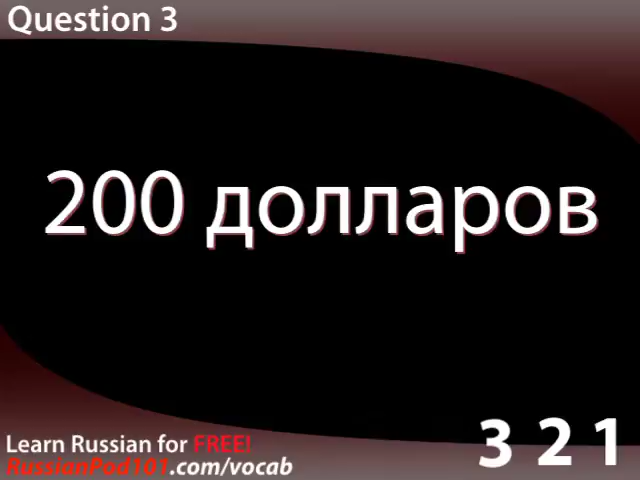 Question 3
200 долларов
3 2 1
Learn Russian for FREE!
RussianPod101.com/vocab